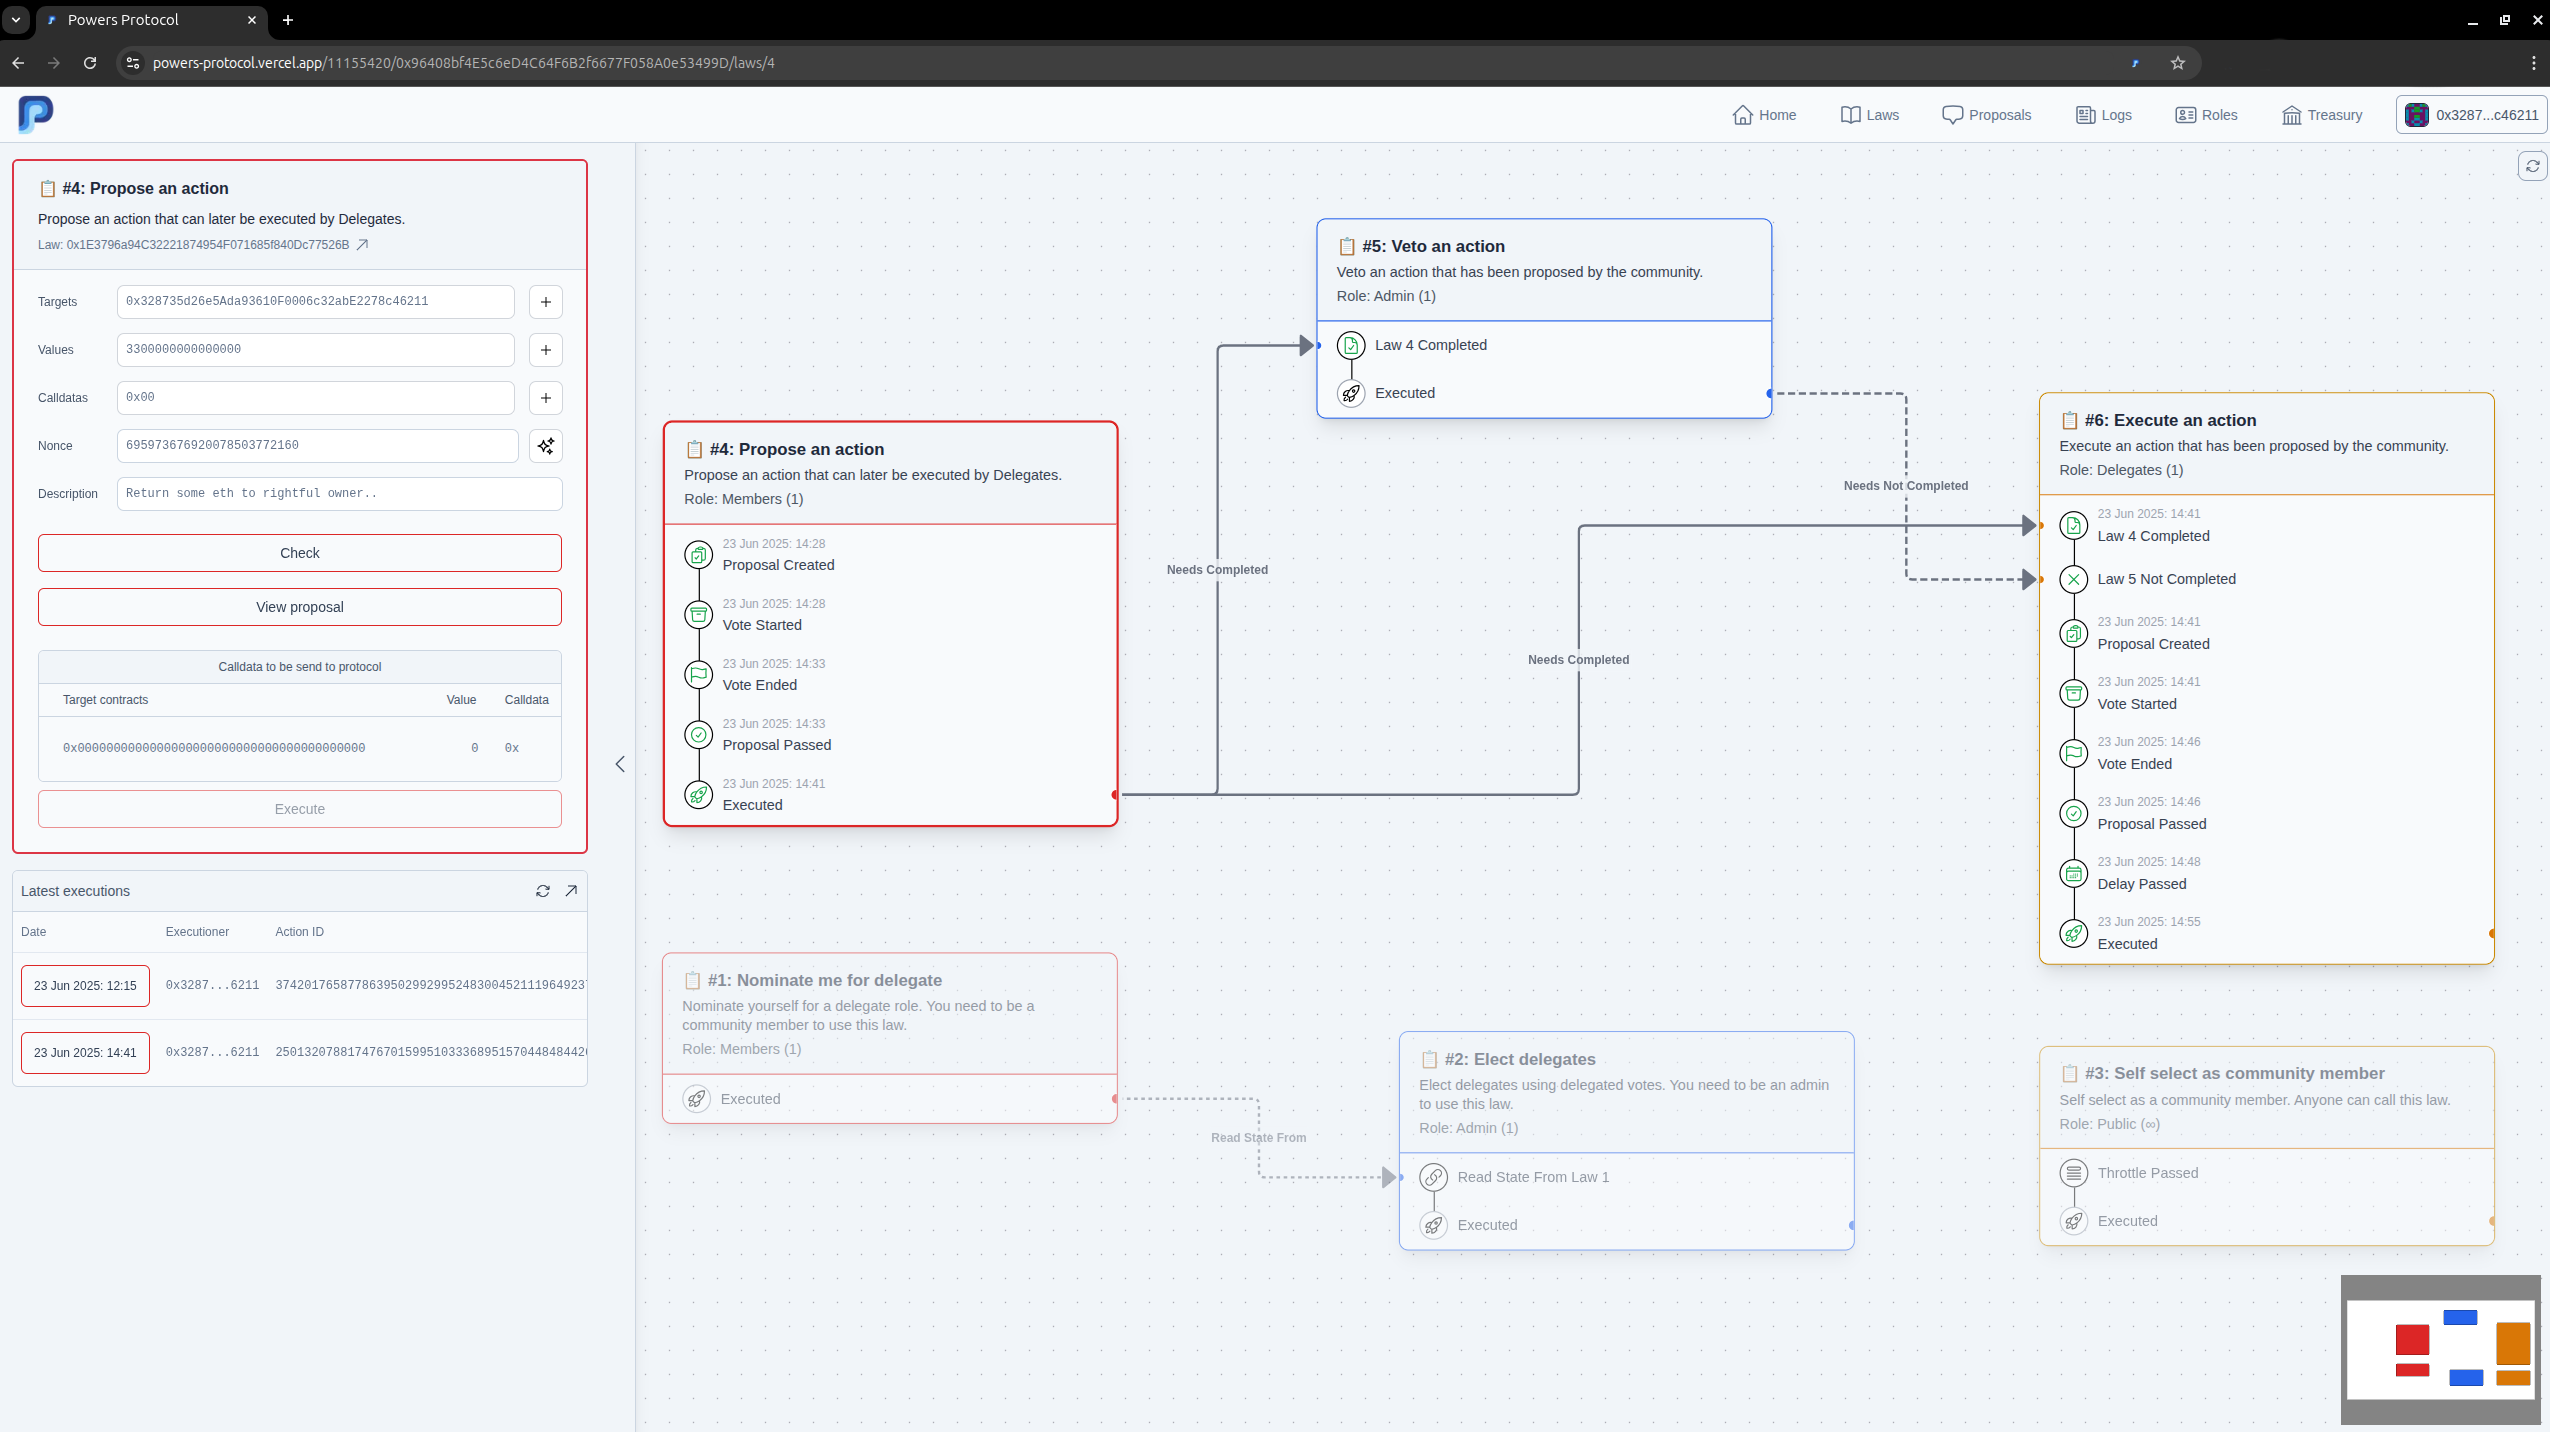 Powers Protocol
powers-protocol.vercel.app/11155420/0x96408bf4E5c6eD4C64F6B2f6677F058A0e53499D/laws/4
Home
Laws
Proposals
Logs
Roles
Treasury
0x3287...c46211
#4: Propose an action
Propose an action that can later be executed by Delegates.
Law: 0x1E3796a94C32221874954F071685f840Dc77526B
Targets
0x328735d26e5Ada93610F0006c32abE2278c46211
Values
3300000000000000
Calldatas
0x00
Nonce
695973676920078503772160
Description
Return some eth to rightful owner..
Check
View proposal
Calldata to be send to protocol
Target contracts Value Calldata
0x0000000000000000000000000000000000000000 0 0x
Execute
Latest executions
Date Executioner Action ID
23 Jun 2025: 12:15 0x3287...6211 3742017658778639502992995248300452111964923
23 Jun 2025: 14:41 0x3287...6211 250132078817476701599510333689515704484844
#5: Veto an action
Veto an action that has been proposed by the community.
Role: Admin (1)
Law 4 Completed
Executed
#4: Propose an action
Propose an action that can later be executed by Delegates.
Role: Members (1)
23 Jun 2025: 14:28
Proposal Created
23 Jun 2025: 14:28
Vote Started
23 Jun 2025: 14:33
Vote Ended
23 Jun 2025: 14:33
Proposal Passed
23 Jun 2025: 14:41
Executed
Needs Completed
Needs Completed
Needs Not Completed
#6: Execute an action
Execute an action that has been proposed by the community.
Role: Delegates (1)
23 Jun 2025: 14:41
Law 4 Completed
Law 5 Not Completed
23 Jun 2025: 14:41
Proposal Created
23 Jun 2025: 14:41
Vote Started
23 Jun 2025: 14:46
Vote Ended
23 Jun 2025: 14:46
Proposal Passed
23 Jun 2025: 14:48
Delay Passed
23 Jun 2025: 14:55
Executed
#1: Nominate me for delegate
Nominate yourself for a delegate role. You need to be a
community member to use this law.
Role: Members (1)
Executed
Read State From
#2: Elect delegates
Elect delegates using delegated votes. You need to be an admin
to use this law.
Role: Admin (1)
Read State From Law 1
Executed
#3: Self select as community member
Self select as a community member. Anyone can call this law.
Role: Public (∞)
Throttle Passed
Executed